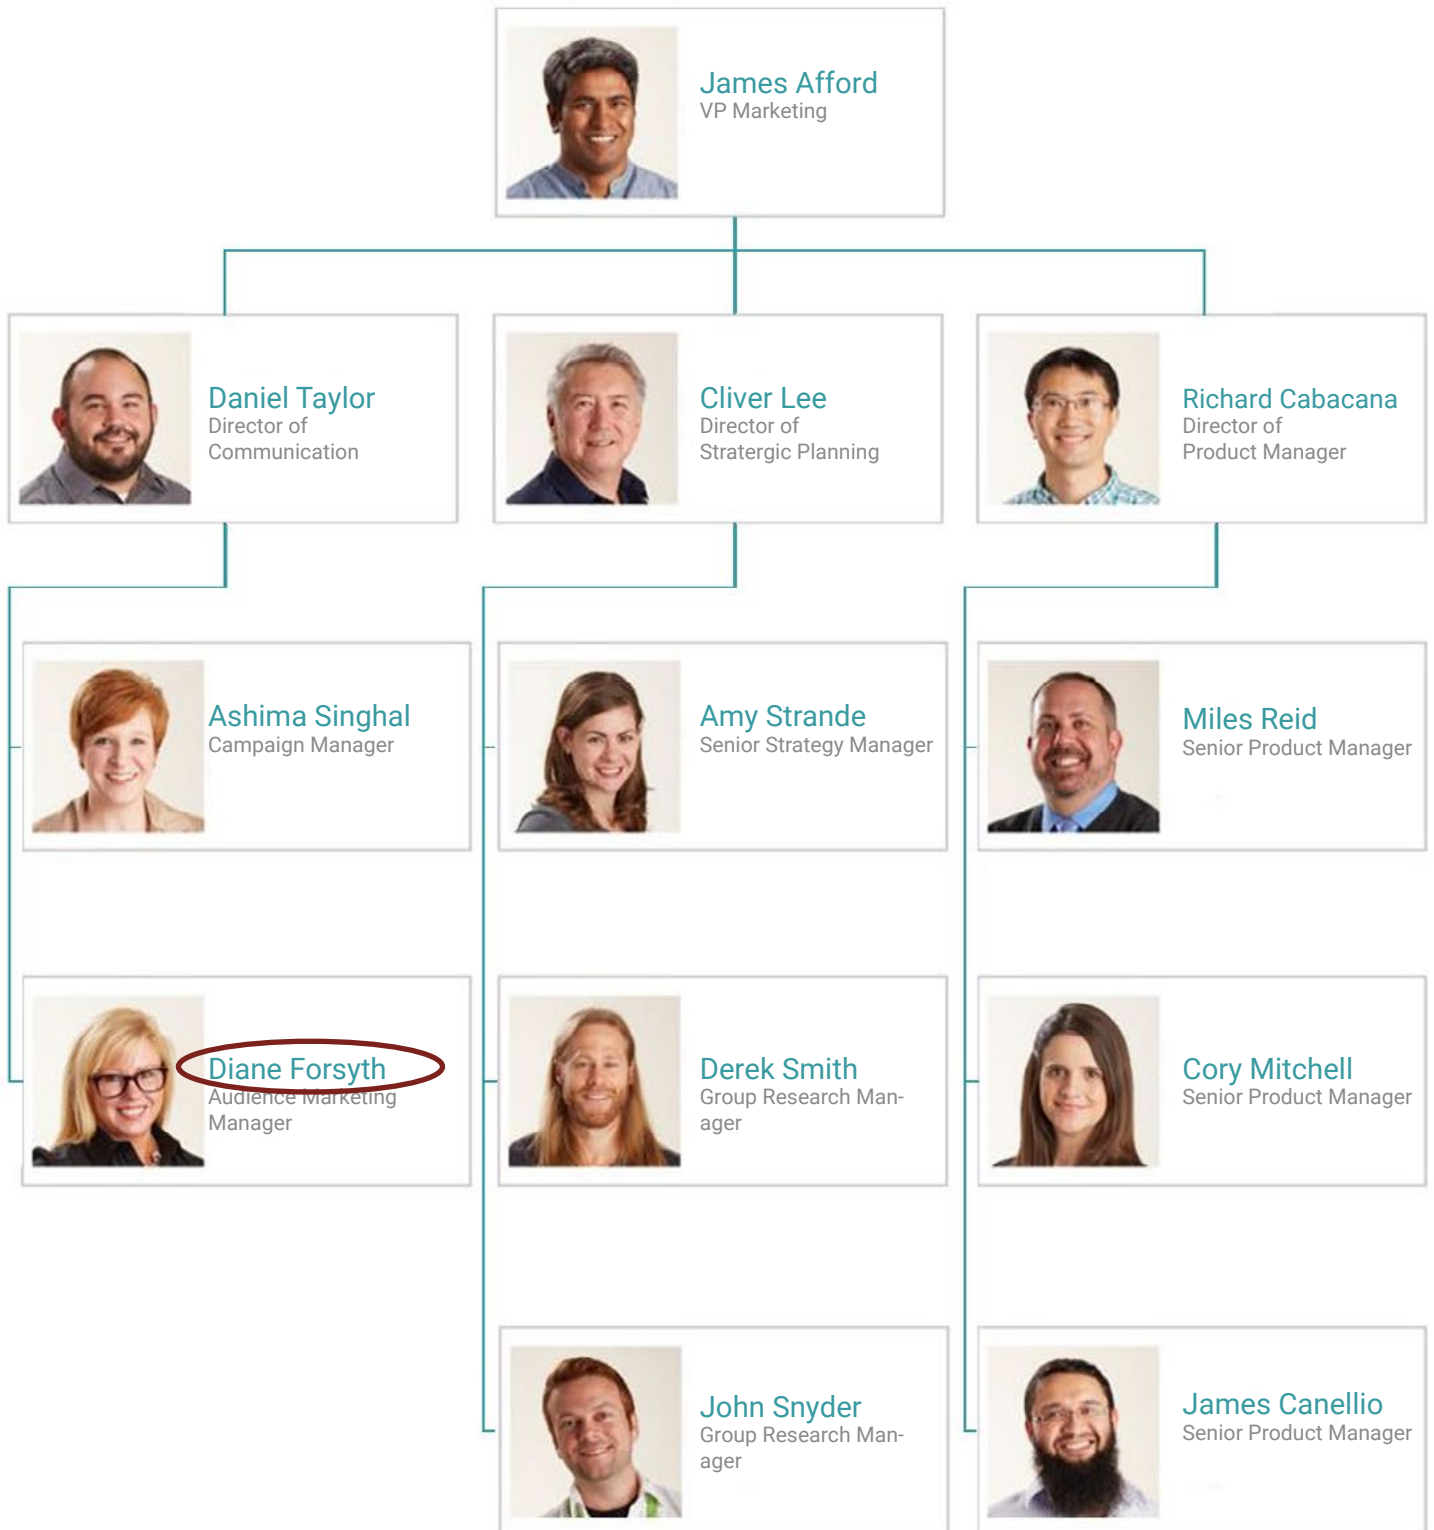 James Afford
VP Marketing
Daniel Taylor
Director of
Communication
Cliver Lee
Director of
Stratergic Planning
Richard Cabacana
Director of
Product Manager
Ashima Singhal
Campaign Manager
Amy Strande
Senior Strategy Manager
Miles Reid
Senior Product Manager
Diane Forsyth
Audience Marketing
Manager
Derek Smith
Group Research Man-
ager
Cory Mitchell
Senior Product Manager
John Snyder
Group Research Man-
ager
James Canellio
Senior Product Manager